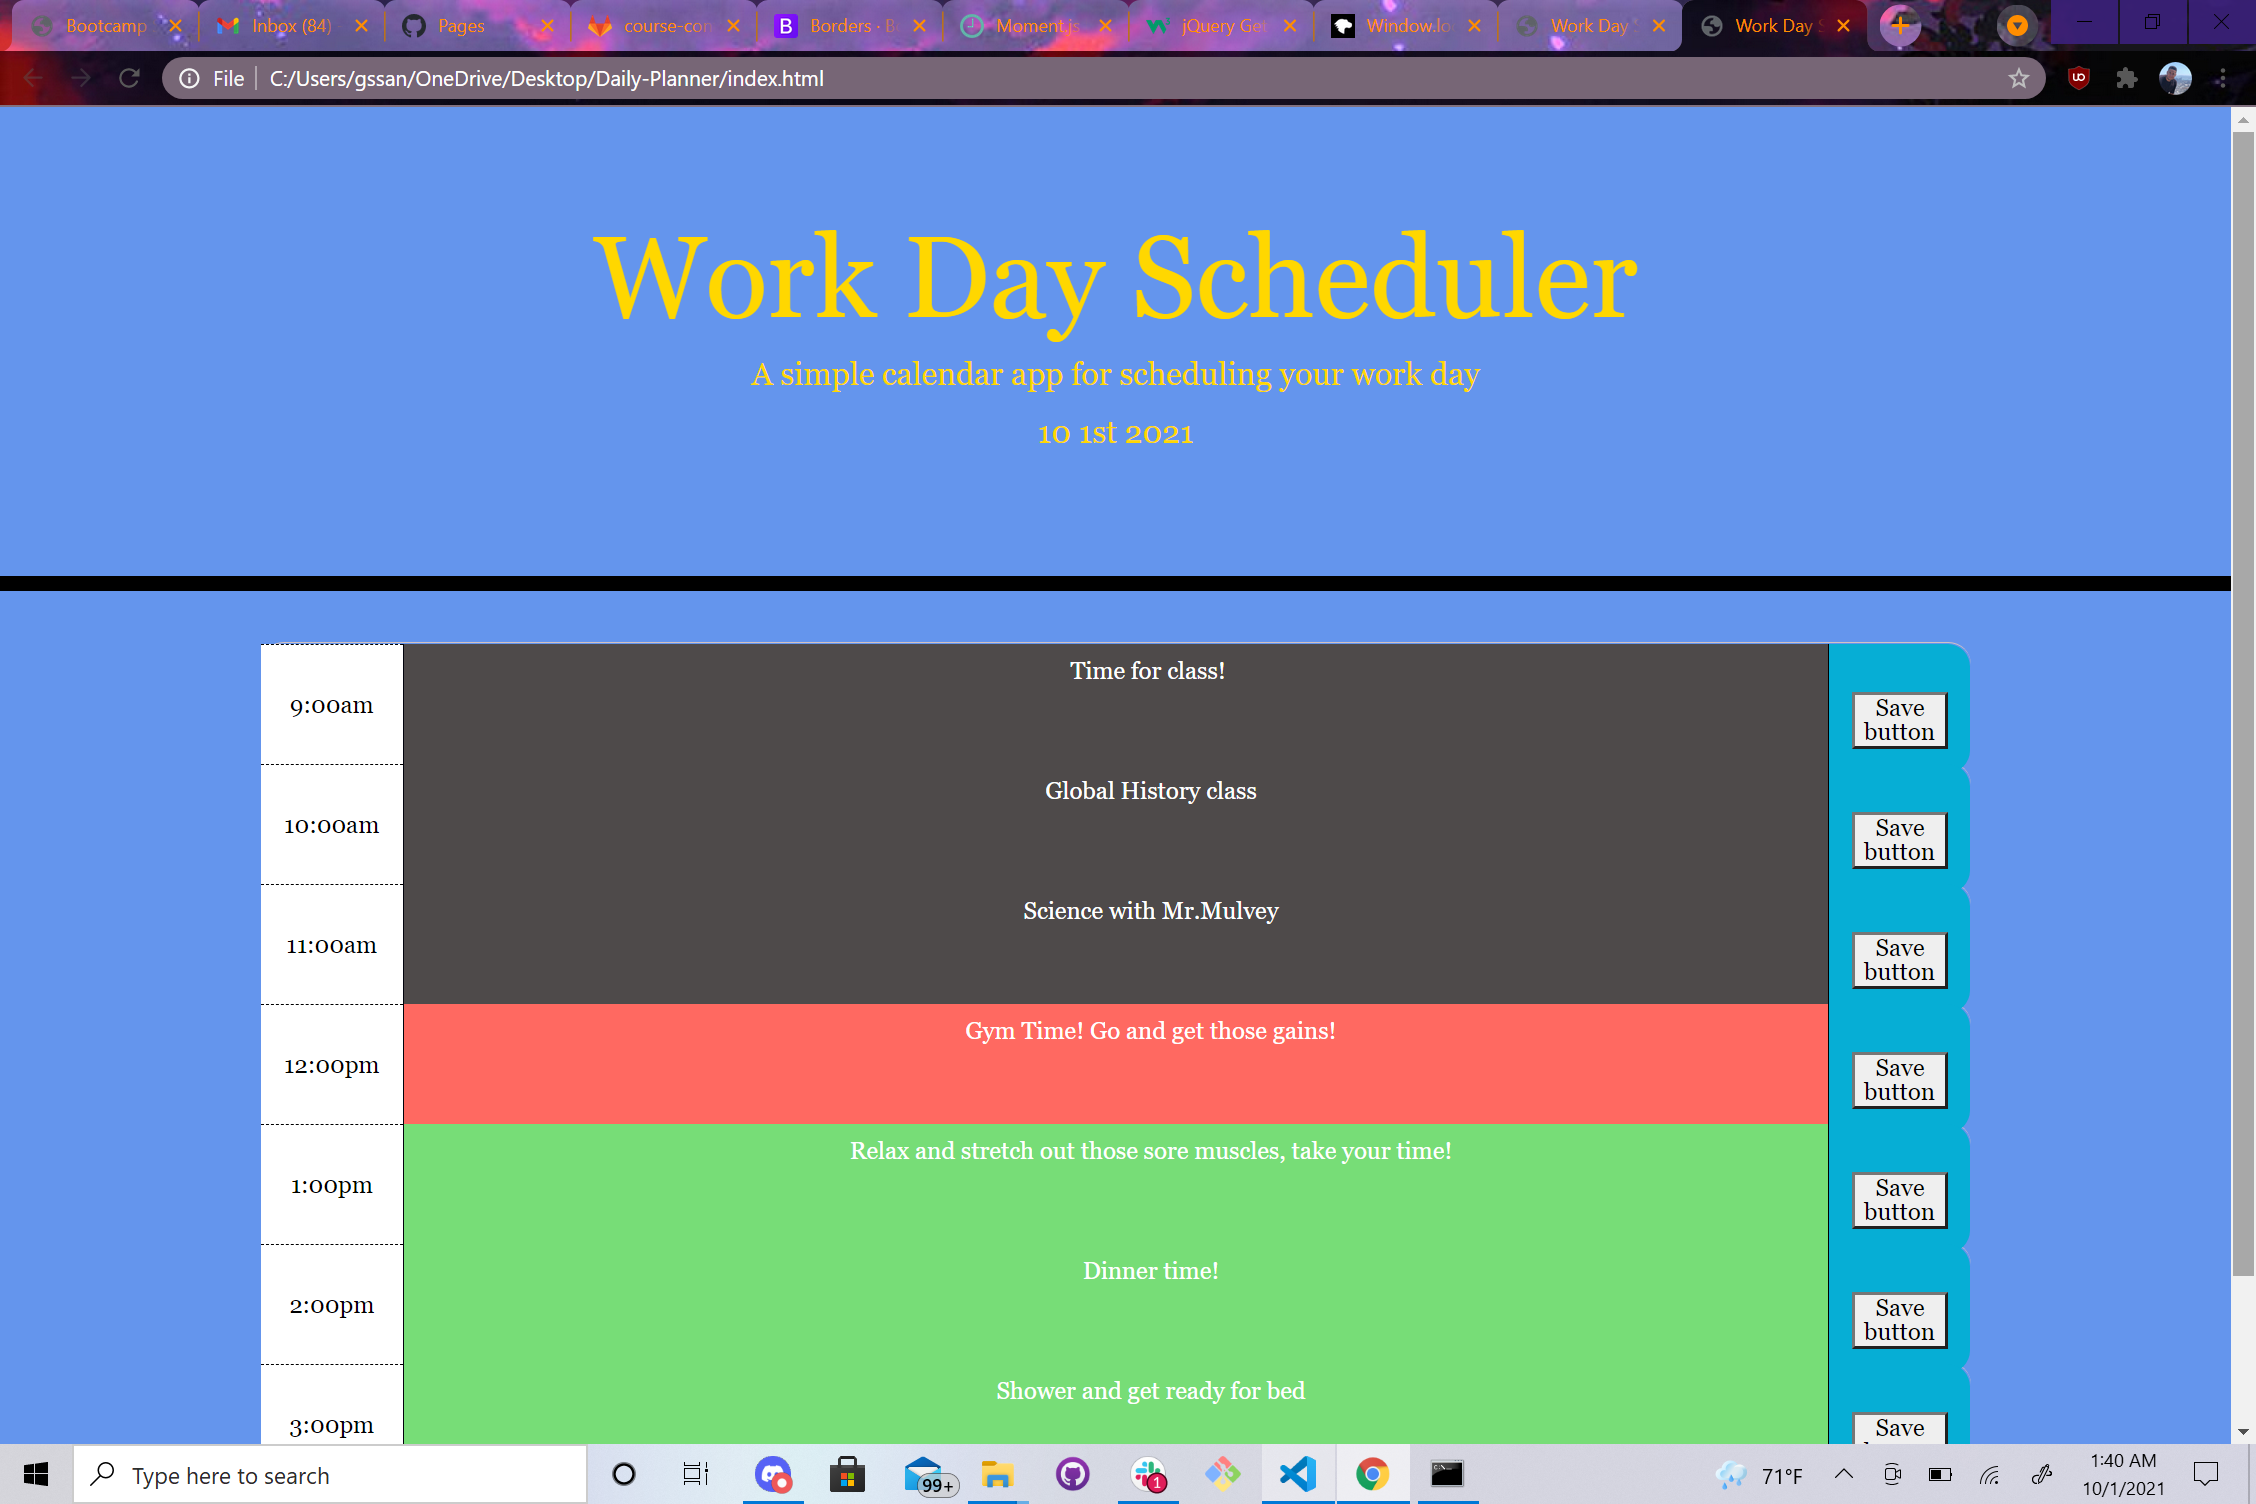 Bootcamp
Inbox (84)
Pages
course-con
Borders · B
Moment.js
jQuery Get
Window.lo
Work Day
Work Day S
File
C:/Users/gssan/OneDrive/Desktop/Daily-Planner/index.html
Work Day Scheduler
A simple calendar app for scheduling your work day
10 1st 2021
9:00am
Time for class!
Save
button
10:00am
Global History class
Save
button
11:00am
Science with Mr.Mulvey
Save
button
12:00pm
Gym Time! Go and get those gains!
Save
button
1:00pm
Relax and stretch out those sore muscles, take your time!
Save
button
2:00pm
Dinner time!
Save
button
3:00pm
Shower and get ready for bed
Save
Type here to search
99+
1
71°F
1:40 AM
10/1/2021